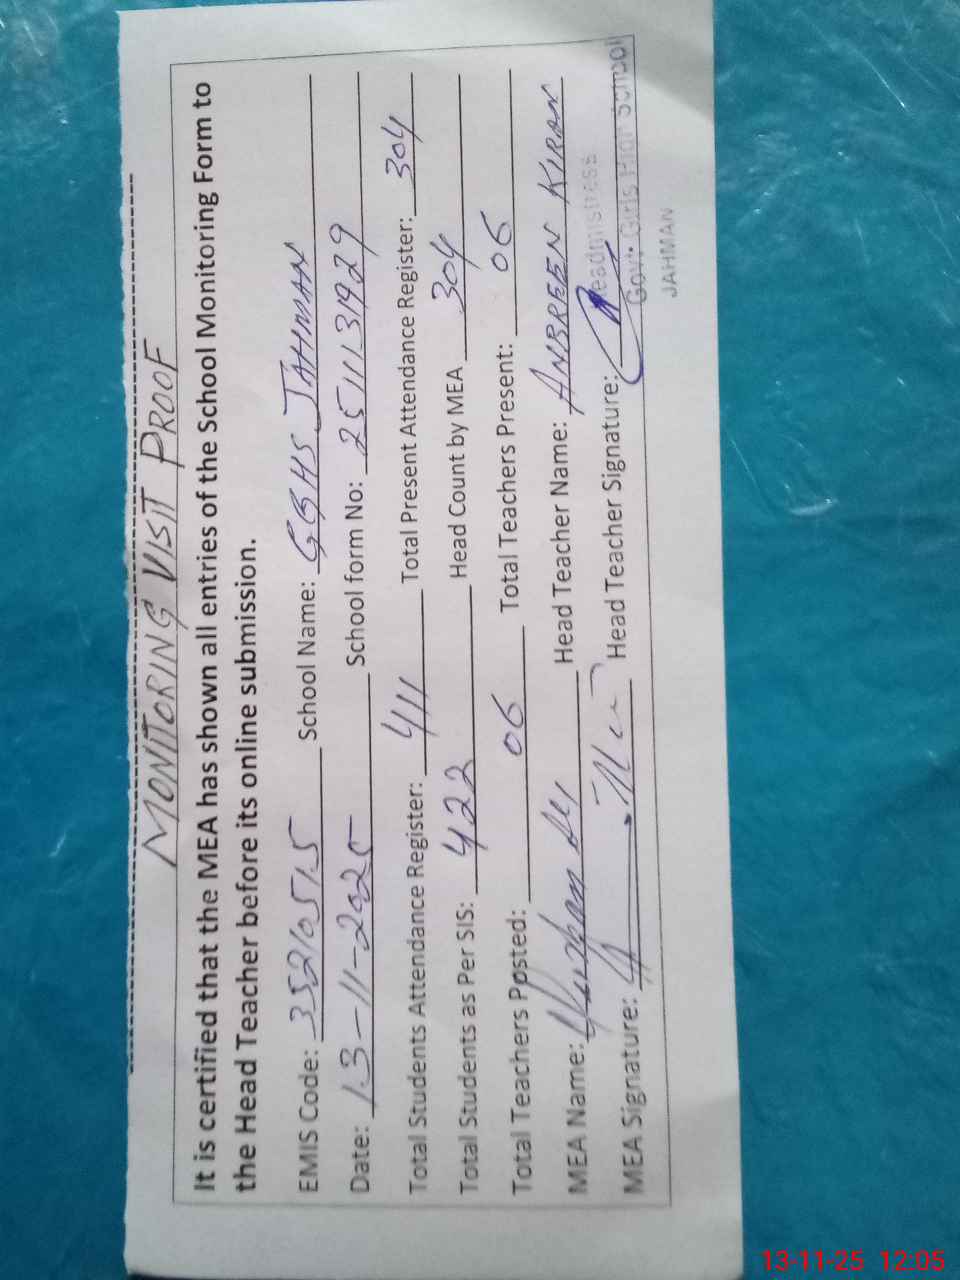 MONITORING VISIT PROOF
It is certified that the MEA has shown all entries of the School Monitoring Form to
the Head Teacher before its online submission.
EMIS Code: 35210515 School Name: GGHS JAHMAN
Date: 13-11-2025 School form No: 2511131929
Total Students Attendance Register: 411 Total Present Attendance Register: 304
Total Students as Per SIS: 422 Head Count by MEA 304
Total Teachers Posted: 06 Total Teachers Present: 06
MEA Name: Head Teacher Name: AMBREEN KIRAN
MEA Signature: Head Teacher Signature:
Headmistress
Govt. Girls High School
JAHMAN
13-11-25 12:05